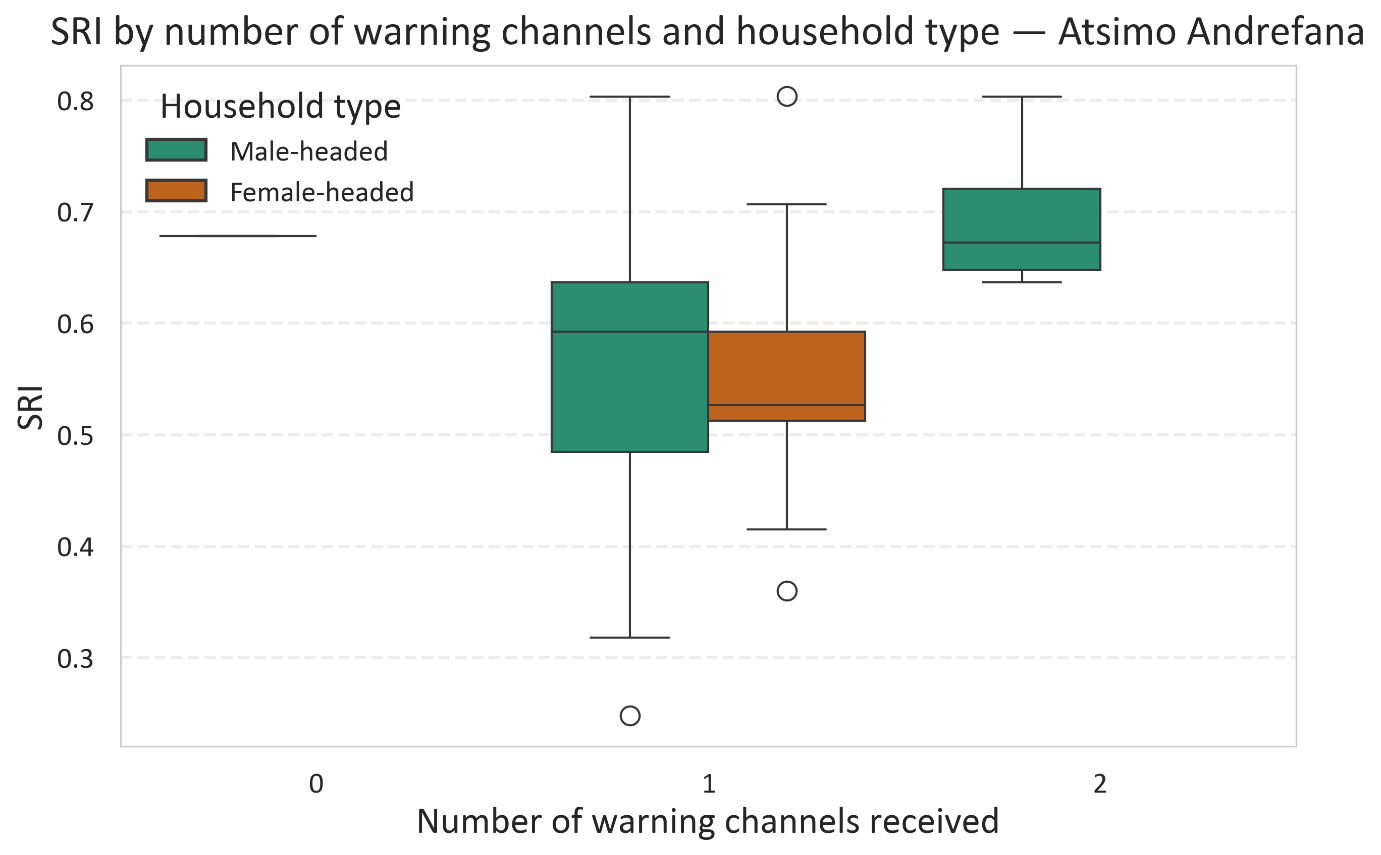 SRI by number of warning channels and household type — Atsimo Andrefana
Household type
Male-headed
Female-headed
0.8
0.7
0.6
0.5
0.4
0.3
SRI
0
1
2
Number of warning channels received